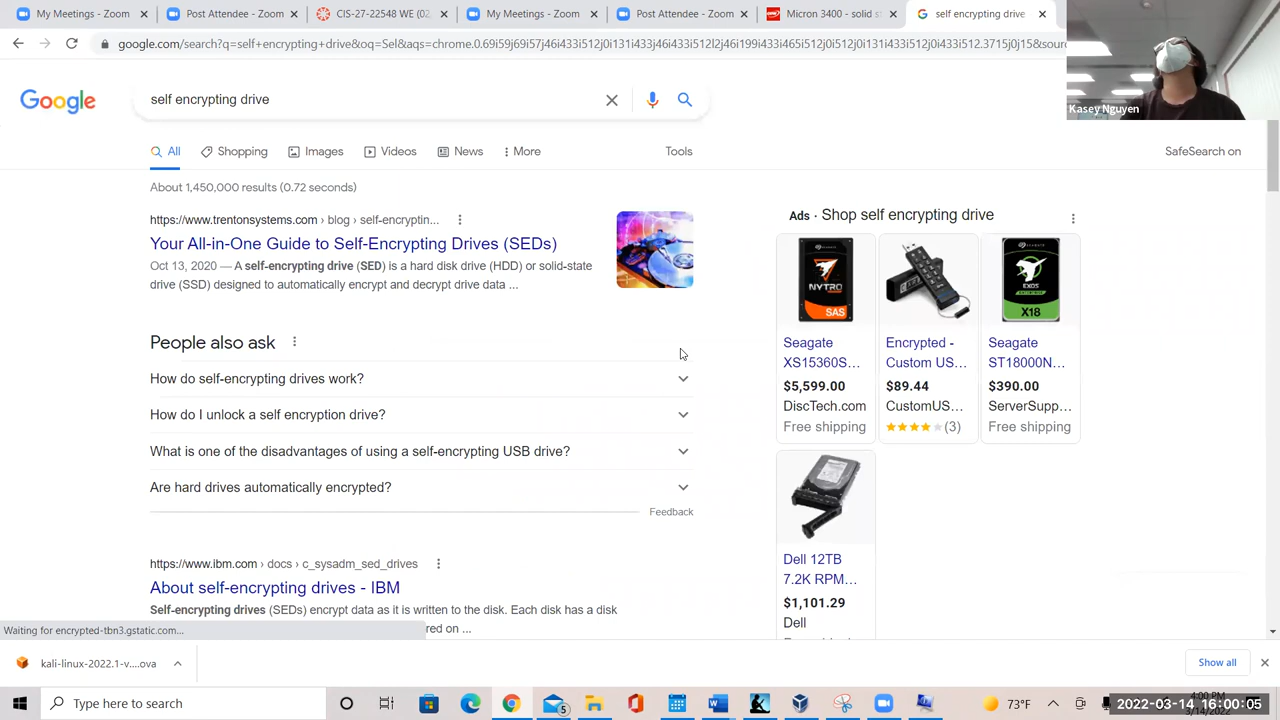 My Meetings - Zoom
Post Attendee - Zoom
CIS-27-22548 WE (02
My Meetings - Zoom
Post Attendee - Zoom
Micron 3400 - solid st
self encrypting drive
google.com/search?q=self+encrypting+drive&oq=Sel&aqs=chrome.0.69i59j69i57j46i433i512j0i131i433j46i433i512l2j46i199i433i465i512j0i512j0i131i433i512j0i433i512.3715j0j15&sour
Kasey Nguyen
Google
self encrypting drive
All
Shopping
Images
Videos
News
More
Tools
SafeSearch on
About 1,450,000 results (0.72 seconds)
https://www.trentonsystems.com › blog › self-encryptin...
Your All-in-One Guide to Self-Encrypting Drives (SEDs)
Oct 13, 2020 — A self-encrypting drive (SED) is a hard disk drive (HDD) or solid-state
drive (SSD) designed to automatically encrypt and decrypt drive data ...
People also ask
How do self-encrypting drives work?
How do I unlock a self encryption drive?
What is one of the disadvantages of using a self-encrypting USB drive?
Are hard drives automatically encrypted?
Feedback
https://www.ibm.com › docs › c_sysadm_sed_drives
About self-encrypting drives - IBM
Self-encrypting drives (SEDs) encrypt data as it is written to the disk. Each disk has a disk
red on ...
Ads · Shop self encrypting drive
SEAGATE
NYTRO
SAS
SEAGATE
EXOS
X18
Seagate
XS15360S...
$5,599.00
DiscTech.com
Free shipping
Encrypted -
Custom US...
$89.44
CustomUS...
(3)
Seagate
ST18000N...
$390.00
ServerSupp...
Free shipping
Dell 12TB
7.2K RPM...
$1,101.29
Dell
Waiting for encrypted-tbn3.gstatic.com...
kali-linux-2022.1-v....ova
Show all
Type here to search
5
73°F
4:00 PM
3/14/2022
2022-03-14 16:00:05